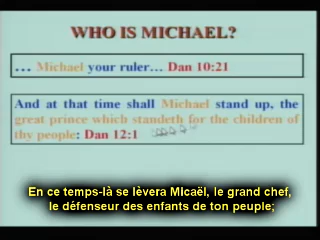 WHO IS MICHAEL?
... Michael your ruler... Dan 10:21
And at that time shall Michael stand up, the
great prince which standeth for the children of
thy people: Dan 12:1
En ce temps-là se lèvera MIcaël, le grand chef,
le défenseur des enfants de ton peuple;